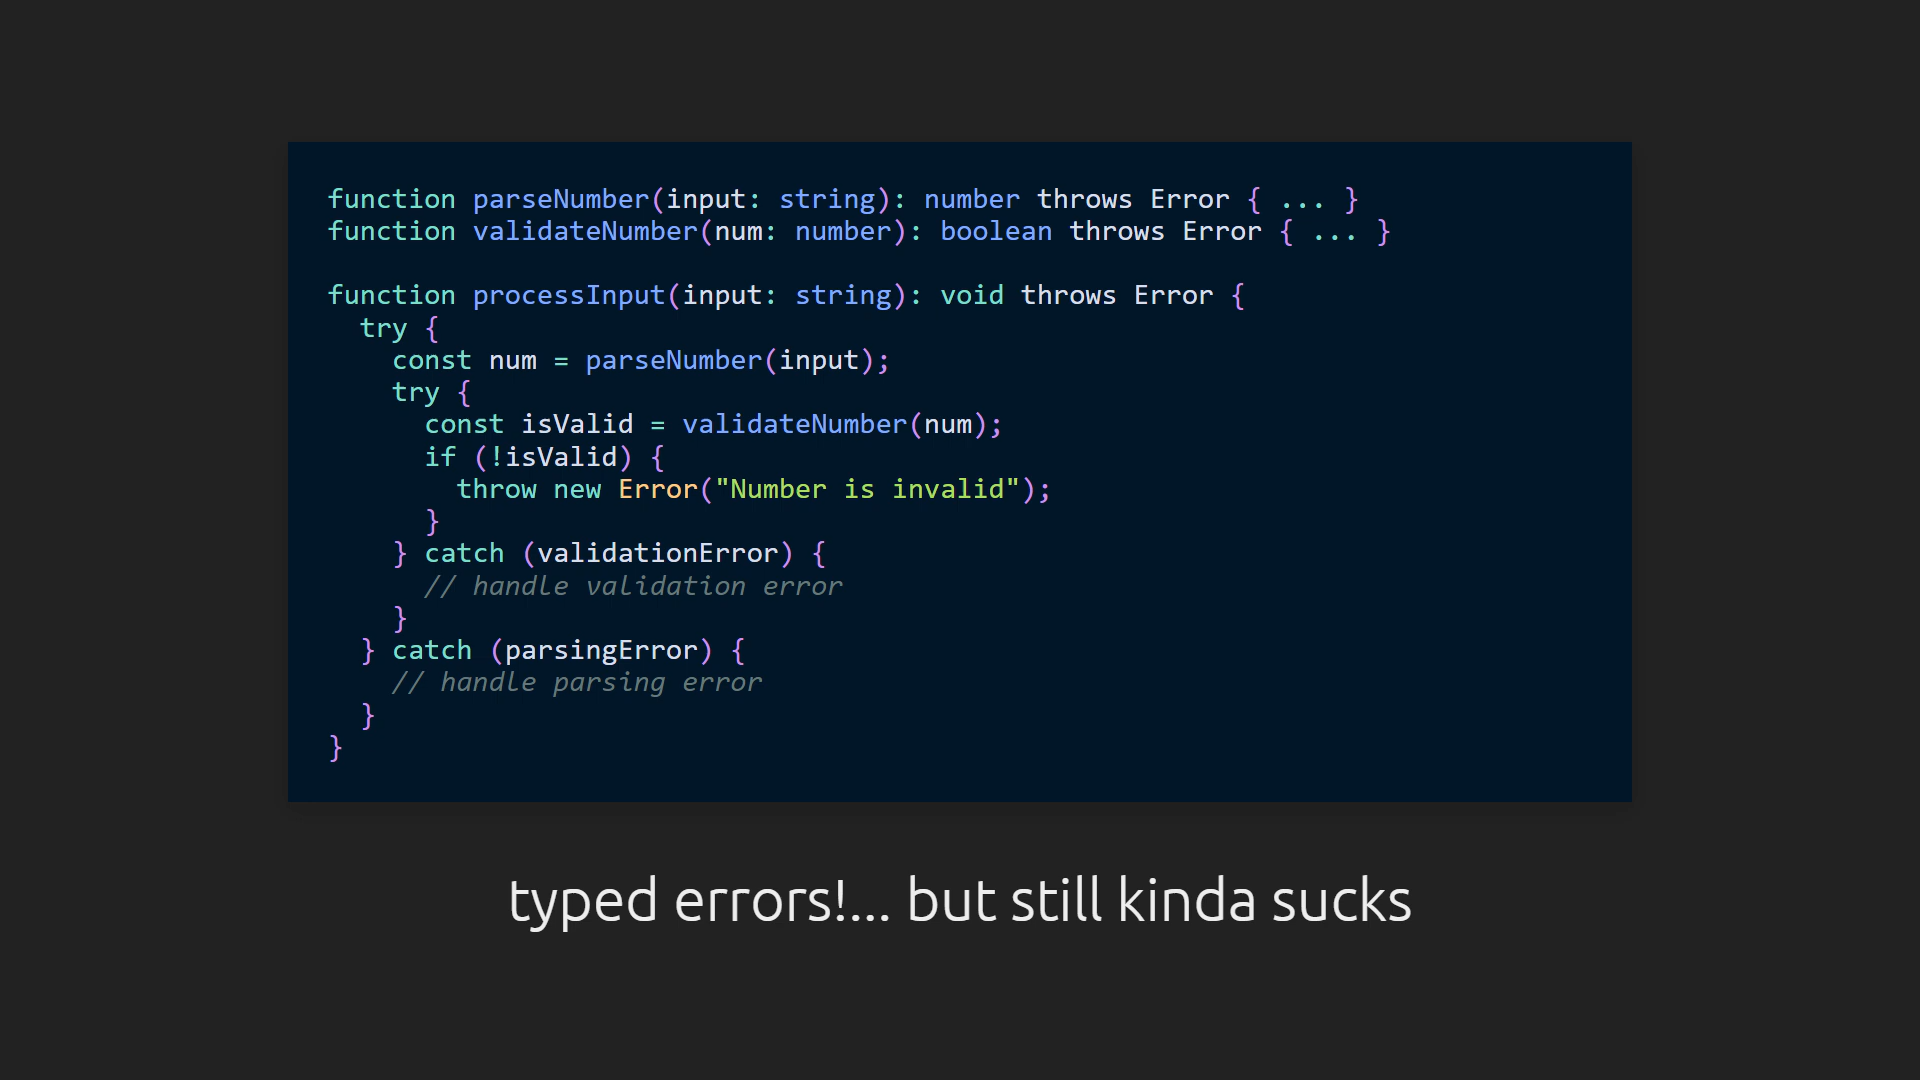 function parseNumber(input: string): number throws Error { ... }
function validateNumber(num: number): boolean throws Error { ... }

function processInput(input: string): void throws Error {
  try {
    const num = parseNumber(input);
    try {
      const isValid = validateNumber(num);
      if (!isValid) {
        throw new Error("Number is invalid");
      }
    } catch (validationError) {
      // handle validation error
    }
  } catch (parsingError) {
    // handle parsing error
  }
}
typed errors!... but still kinda sucks